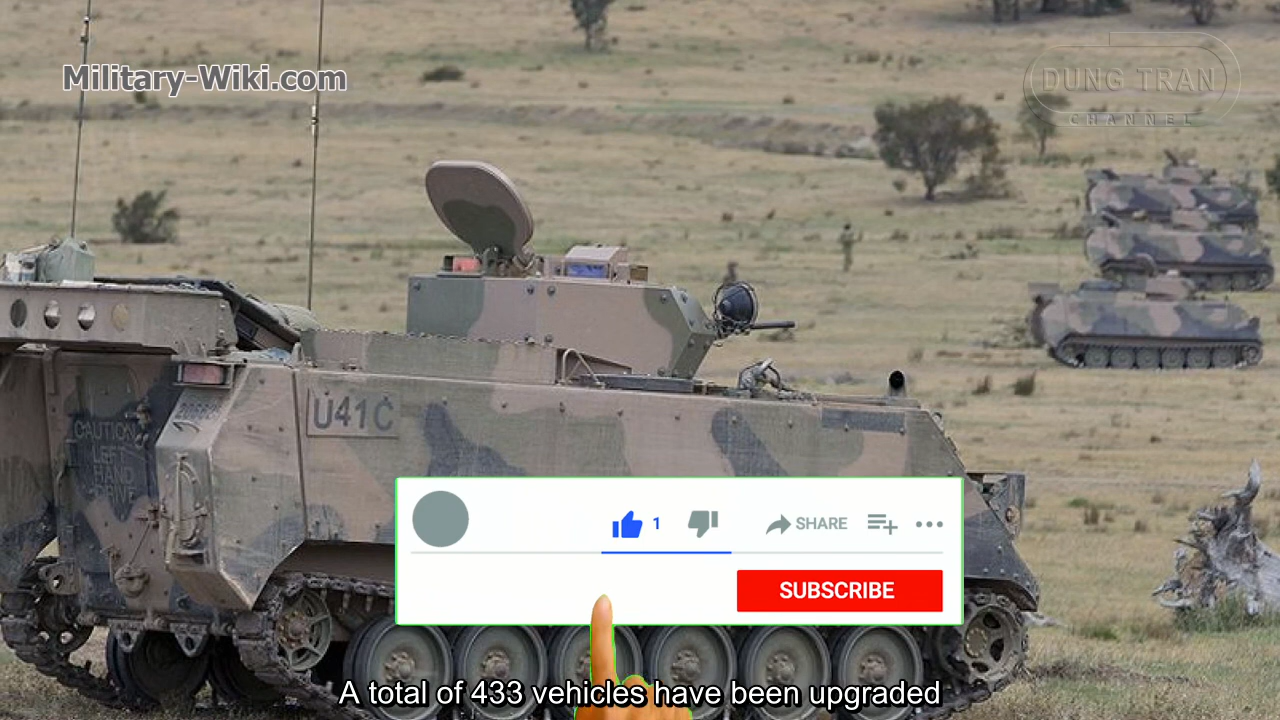 Military-Wiki.com
DUNG TRAN
CHANNEL
U41C
CAUTION
LEFT
HAND
DRIVE
1
SHARE
SUBSCRIBE
A total of 433 vehicles have been upgraded